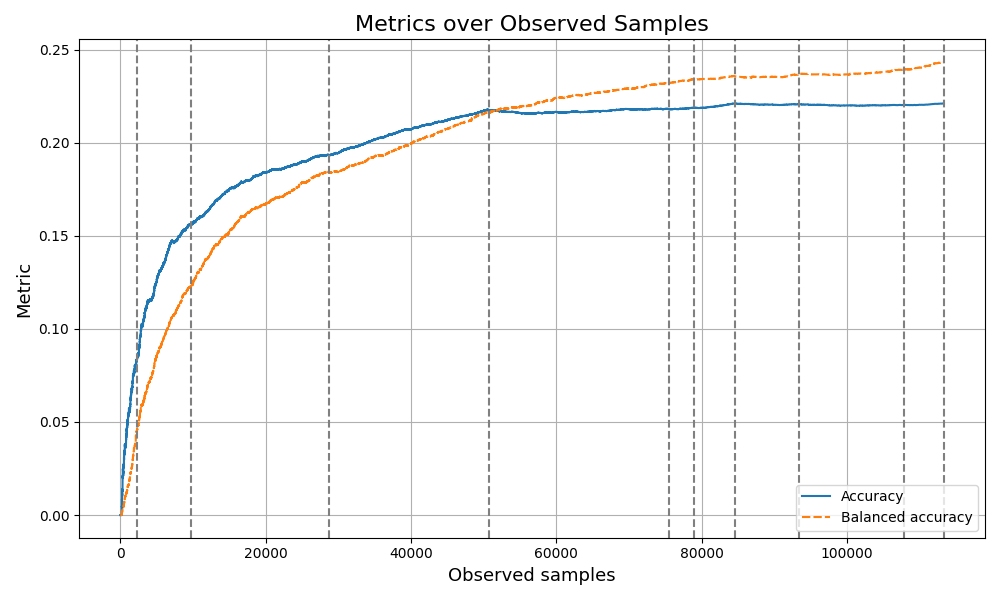 Metrics over Observed Samples
Metric
0.25
0.20
0.15
0.10
0.05
0.00
0
20000
40000
60000
80000
100000
Observed samples
Accuracy
Balanced accuracy